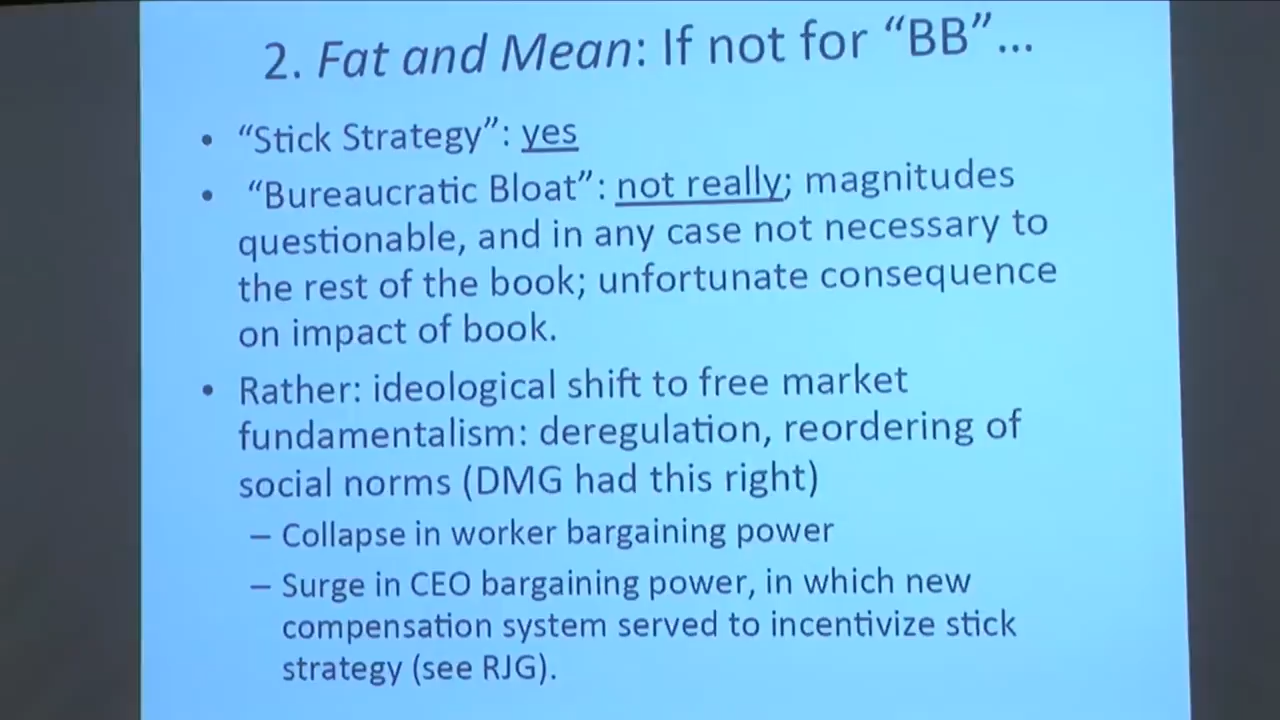 2. Fat and Mean: If not for “BB”…
• “Stick Strategy”: yes
• “Bureaucratic Bloat”: not really; magnitudes
questionable, and in any case not necessary to
the rest of the book; unfortunate consequence
on impact of book.
• Rather: ideological shift to free market
fundamentalism: deregulation, reordering of
social norms (DMG had this right)
– Collapse in worker bargaining power
– Surge in CEO bargaining power, in which new
compensation system served to incentivize stick
strategy (see RJG).